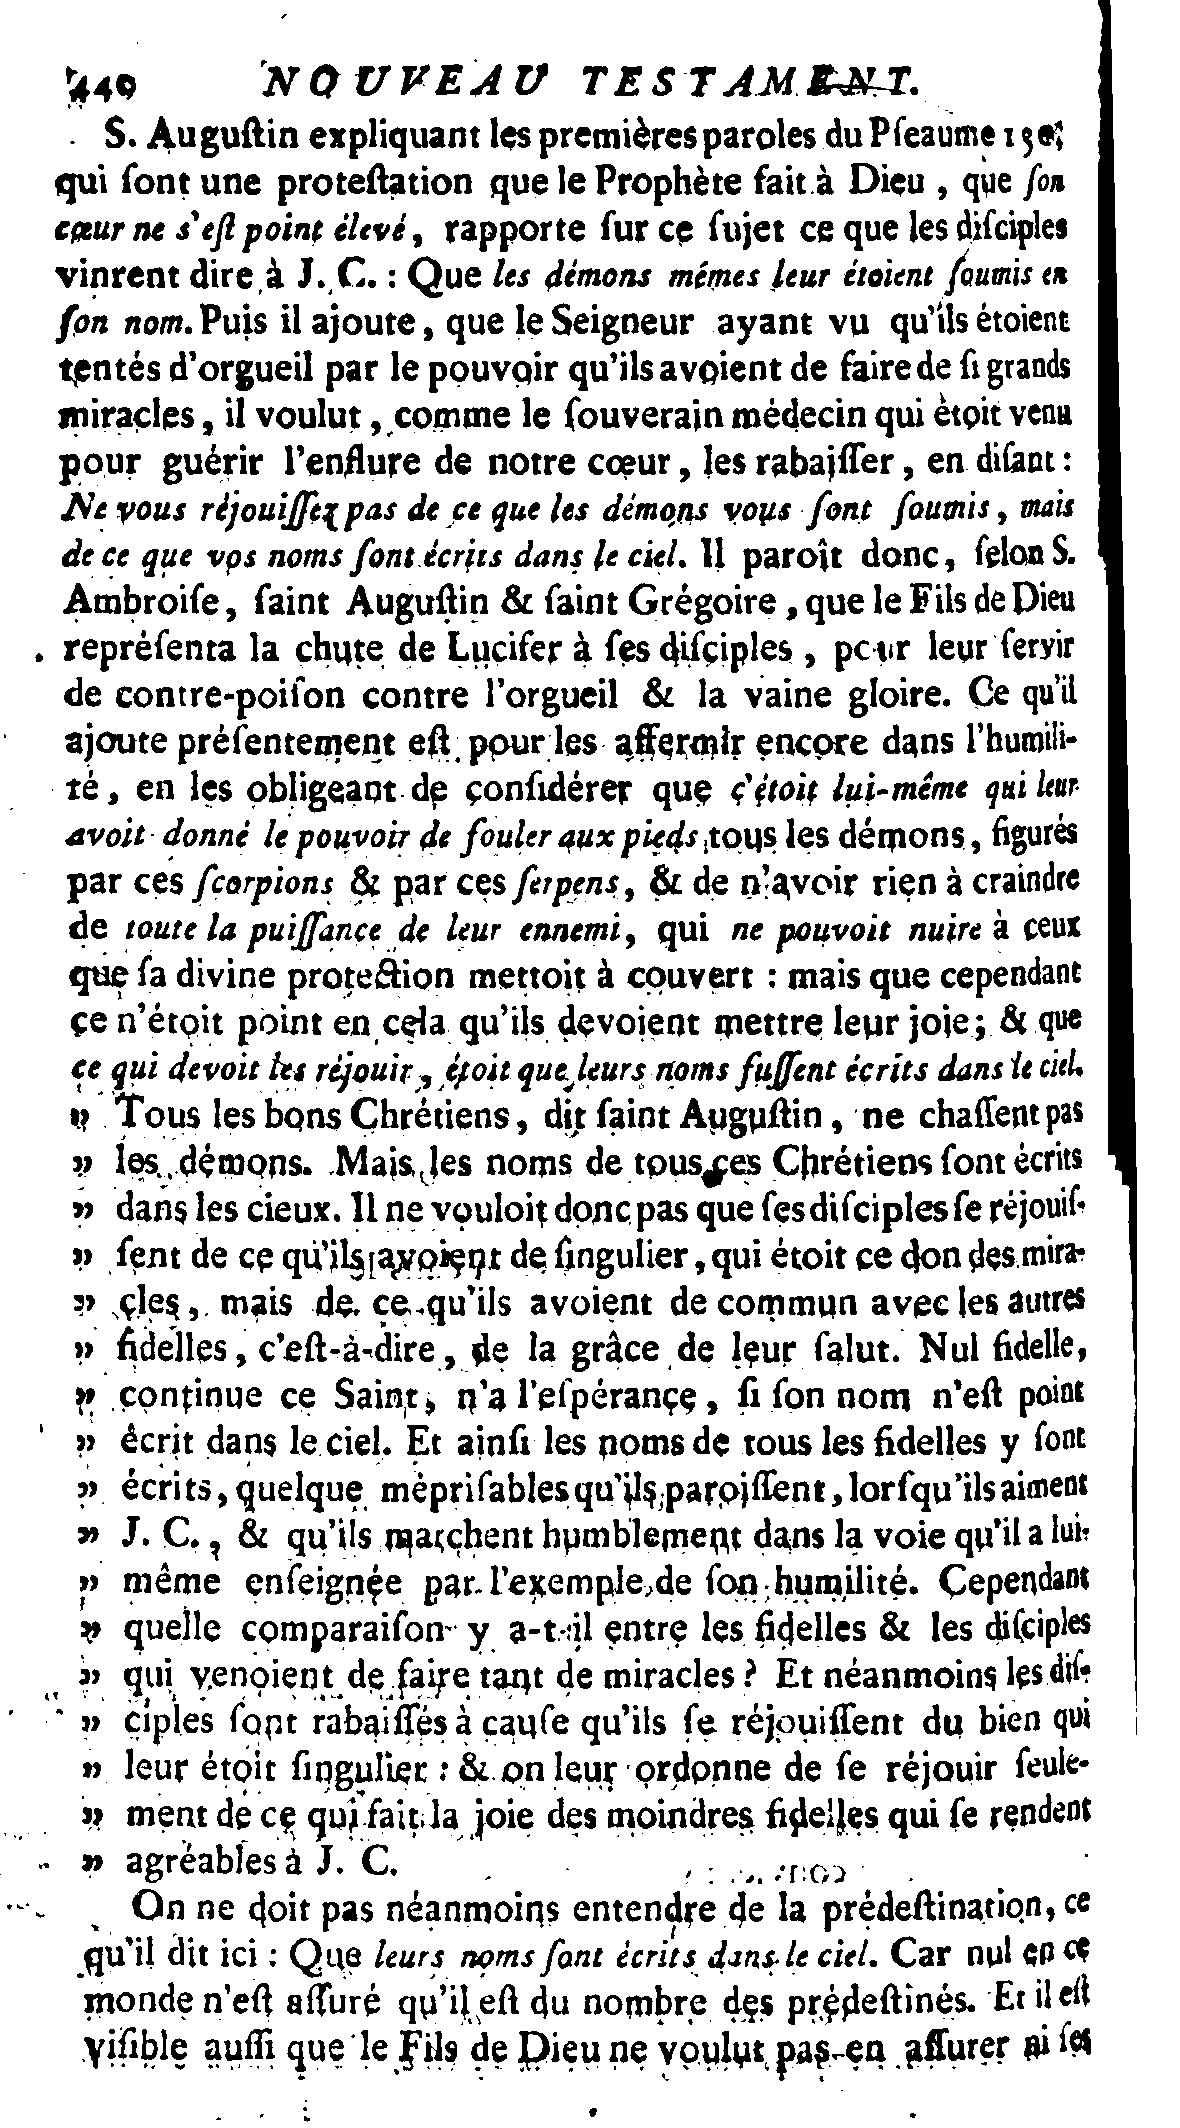 440 NOUVEAU TESTAMENT.
S. Auguſtin expliquant les premières paroles du Pſeaume 130,
qui ſont une proteſtation que le Prophète fait à Dieu, que ſon
cœur ne s'eſt point élevé, rapporte ſur ce ſujet ce que les diſciples
vinrent dire à J. C. : Que les démons mêmes leur étoient ſoumis en
ſon nom. Puis il ajoute, que le Seigneur ayant vu qu'ils étoient
tentés d'orgueil par le pouvoir qu'ils avoient de faire de ſi grands
miracles, il voulut, comme le ſouverain médecin qui étoit venu
pour guérir l'enflure de notre cœur, les rabaiſſer, en diſant :
Ne vous réjouiſſez pas de ce que les démons vous ſont ſoumis, mais
de ce que vos noms ſont écrits dans le ciel. Il paroît donc, ſelon S.
Ambroiſe, ſaint Auguſtin & ſaint Grégoire, que le Fils de Dieu
repréſenta la chute de Lucifer à ſes diſciples, pour leur ſervir
de contre-poiſon contre l'orgueil & la vaine gloire. Ce qu'il
ajoute préſentement eſt pour les affermir encore dans l'humili-
té, en les obligeant de conſidérer que c'étoit lui-même qui leur
avoit donné le pouvoir de fouler aux pieds tous les démons, figurés
par ces ſcorpions & par ces ſerpens, & de n'avoir rien à craindre
de toute la puiſſance de leur ennemi, qui ne pouvoit nuire à ceux
que ſa divine protection mettoit à couvert : mais que cependant
ce n'étoit point en cela qu'ils devoient mettre leur joie; & que
ce qui devoit les réjouir, étoit que leurs noms fuſſent écrits dans le ciel.
» Tous les bons Chrétiens, dit ſaint Auguſtin, ne chaſſent pas
» les démons. Mais les noms de tous ces Chrétiens ſont écrits
» dans les cieux. Il ne vouloit donc pas que ſes diſciples ſe réjouiſ-
» ſent de ce qu'ils avoient de ſingulier, qui étoit ce don des mira-
» cles, mais de ce qu'ils avoient de commun avec les autres
» fidelles, c'eſt-à-dire, de la grâce de leur ſalut. Nul fidelle,
» continue ce Saint, n'a l'eſpérance, ſi ſon nom n'eſt point
» écrit dans le ciel. Et ainſi les noms de tous les fidelles y ſont
» écrits, quelque mépriſables qu'ils paroiſſent, lorſqu'ils aiment
» J. C., & qu'ils marchent humblement dans la voie qu'il a lui-
» même enſeignée par l'exemple de ſon humilité. Cependant
» quelle comparaiſon y a-t-il entre les fidelles & les diſciples
» qui venoient de faire tant de miracles ? Et néanmoins les diſ-
» ciples ſont rabaiſſés à cauſe qu'ils ſe réjouiſſent du bien qui
» leur étoit ſingulier : & on leur ordonne de ſe réjouir ſeule-
» ment de ce qui fait la joie des moindres fidelles qui ſe rendent
» agréables à J. C.
On ne doit pas néanmoins entendre de la prédeſtination, ce
qu'il dit ici : Que leurs noms ſont écrits dans le ciel. Car nul en ce
monde n'eſt aſſuré qu'il eſt du nombre des prédeſtinés. Et il eſt
viſible auſſi que le Fils de Dieu ne voulut pas en aſſurer ni ſes